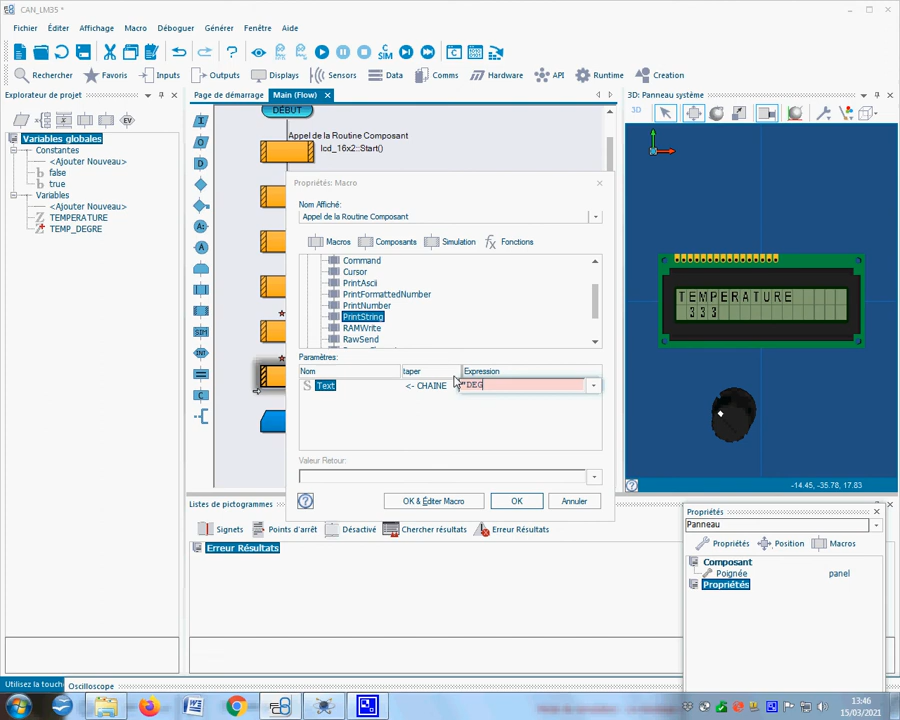 CAN_LM35 *
Fichier Editer Affichage Macro Déboguer Générer Fenêtre Aide
Rechercher Favoris Inputs Outputs Displays Sensors Data Comms Hardware API Runtime Creation
Explorateur de projet
Variables globales
Constantes
<Ajouter Nouveau>
false
true
Variables
<Ajouter Nouveau>
TEMPERATURE
TEMP_DEGRE
Page de démarrage Main (Flow)
DÉBUT
Appel de la Routine Composant
lcd_16x2::Start()
Propriétés: Macro
Nom Affiché:
Appel de la Routine Composant
Macros Composants Simulation Fonctions
Command
Cursor
PrintAscii
PrintFormattedNumber
PrintNumber
PrintString
RAMWrite
RawSend
Paramètres:
Nom taper Expression
Text <- CHAINE "DEG
Valeur Retour:
OK & Éditer Macro OK Annuler
3D: Panneau système
3D
TEMPERATURE
333
-14.45, -35.78, 17.83
Listes de pictogrammes
Signets Points d'arrêt Désactivé Chercher résultats Erreur Résultats
Erreur Résultats
Propriétés
Panneau
Propriétés Position Macros
Composant
Poignée panel
Propriétés
Utilisez la touch
Oscilloscope
13:46
15/03/2021